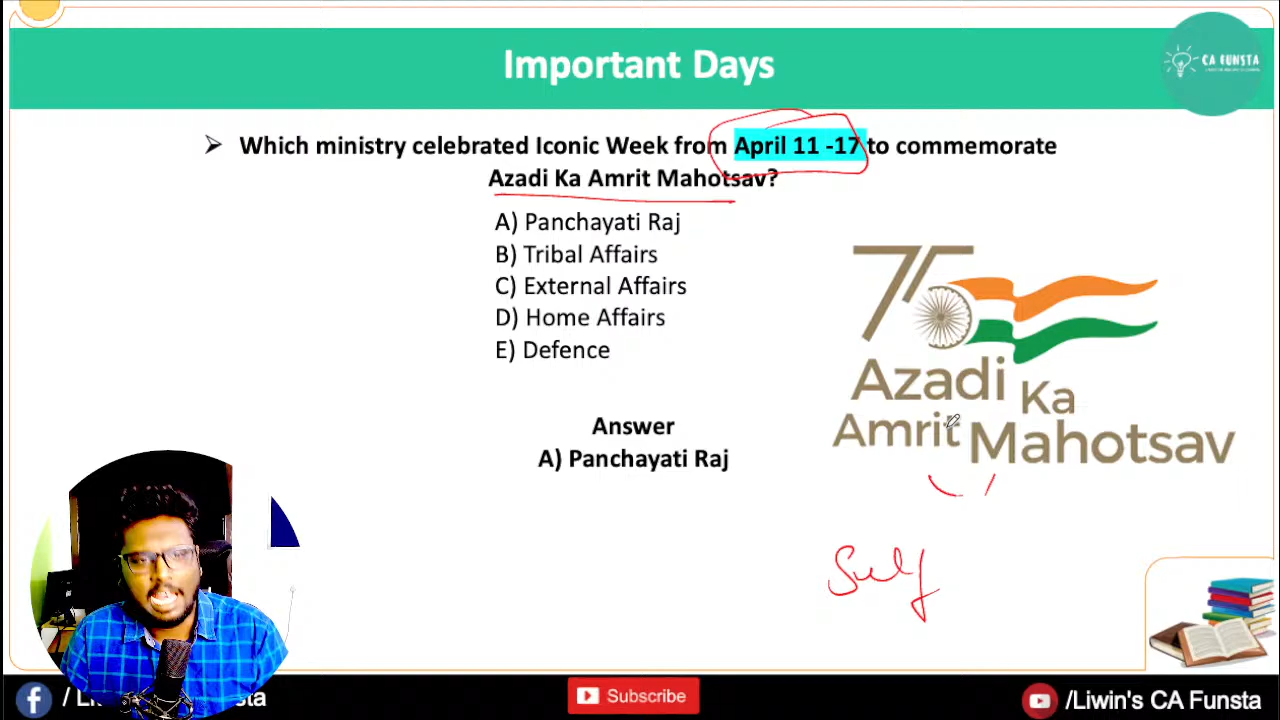 Important Days
CA FUNSTA
➢ Which ministry celebrated Iconic Week from April 11 -17 to commemorate
Azadi Ka Amrit Mahotsav?
A) Panchayati Raj
B) Tribal Affairs
C) External Affairs
D) Home Affairs
E) Defence
75
Azadi Ka
Amrit Mahotsav
Answer
A) Panchayati Raj
Self
Subscribe
/Liwin's CA Funsta